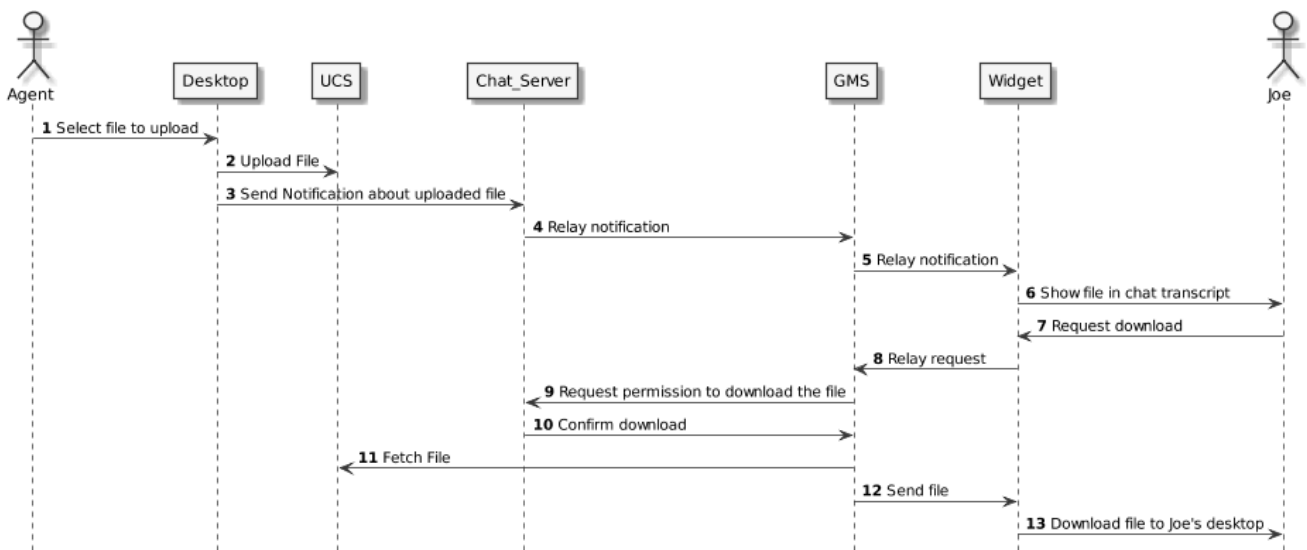 Agent
Desktop
UCS
Chat_Server
GMS
Widget
Joe
1 Select file to upload
2 Upload File
3 Send Notification about uploaded file
4 Relay notification
5 Relay notification
6 Show file in chat transcript
7 Request download
8 Relay request
9 Request permission to download the file
10 Confirm download
11 Fetch File
12 Send file
13 Download file to Joe's desktop